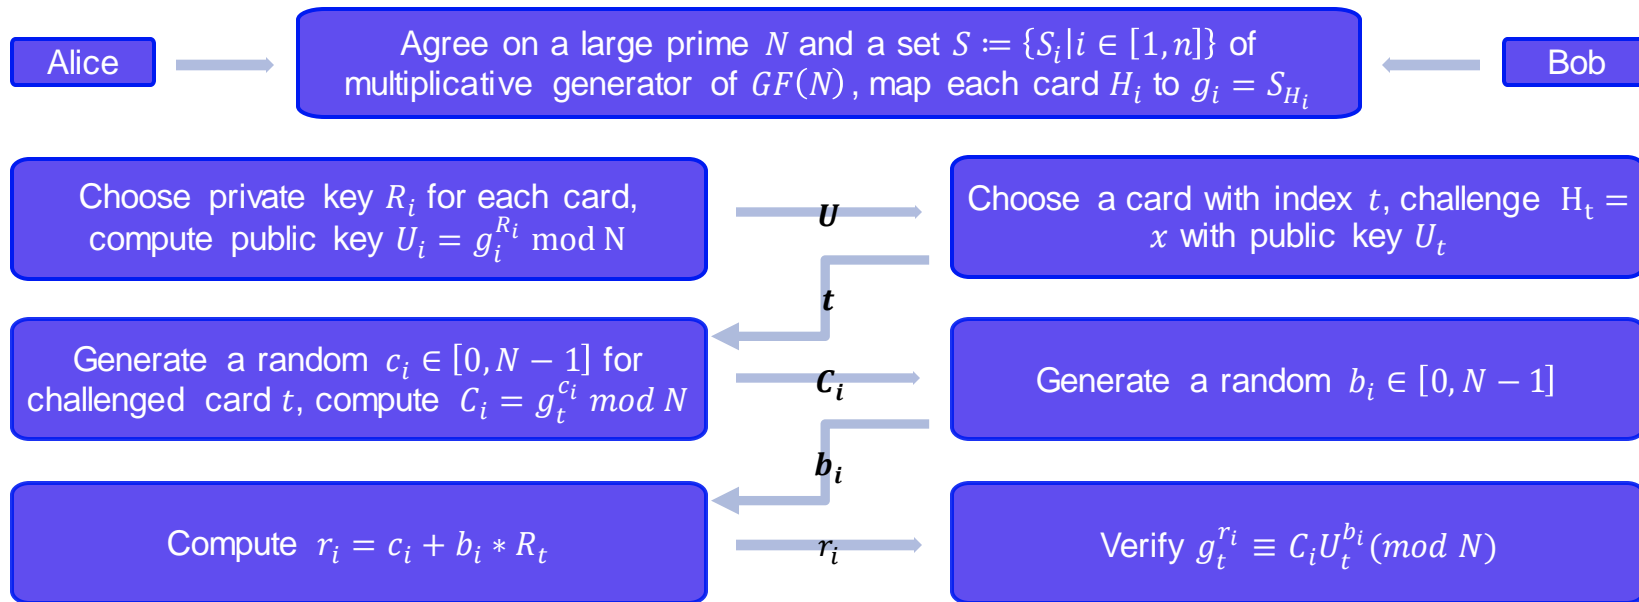 Alice
Agree on a large prime N and a set S ≔ {S_i|i ∈ [1, n]} of
multiplicative generator of GF(N), map each card H_i to g_i = S_{H_i}
Bob
Choose private key R_i for each card,
compute public key U_i = g_i^{R_i} mod N
U
Choose a card with index t, challenge H_t =
x with public key U_t
t
Generate a random c_i ∈ [0, N − 1] for
challenged card t, compute C_i = g_t^{c_i} mod N
C_i
Generate a random b_i ∈ [0, N − 1]
b_i
Compute r_i = c_i + b_i ∗ R_t
r_i
Verify g_t^{r_i} ≡ C_i U_t^{b_i}(mod N)